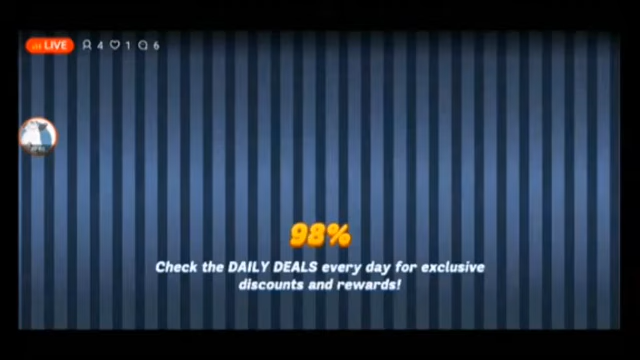 LIVE 4 1 6
98%
Check the DAILY DEALS every day for exclusive
discounts and rewards!